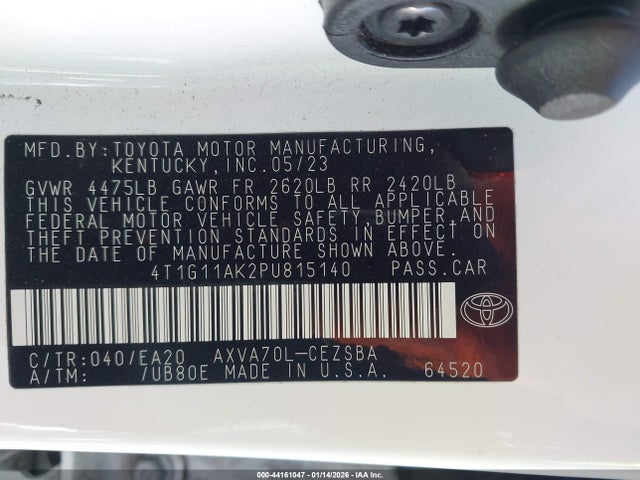 MFD.BY:TOYOTA MOTOR MANUFACTURING,
KENTUCKY,INC.05/23
GVWR 4475LB GAWR FR 2620LB RR 2420LB
THIS VEHICLE CONFORMS TO ALL APPLICABLE
FEDERAL MOTOR VEHICLE SAFETY,BUMPER,AND
THEFT PREVENTION STANDARDS IN EFFECT ON
THE DATE OF MANUFACTURE SHOWN ABOVE.
4T1G11AK2PU815140 PASS.CAR
C/TR:040/EA20 AXVA70L-CEZSBA
A/TM: /UB80E MADE IN U.S.A. 64520
000-44161047 - 01/14/2026 - IAA Inc.